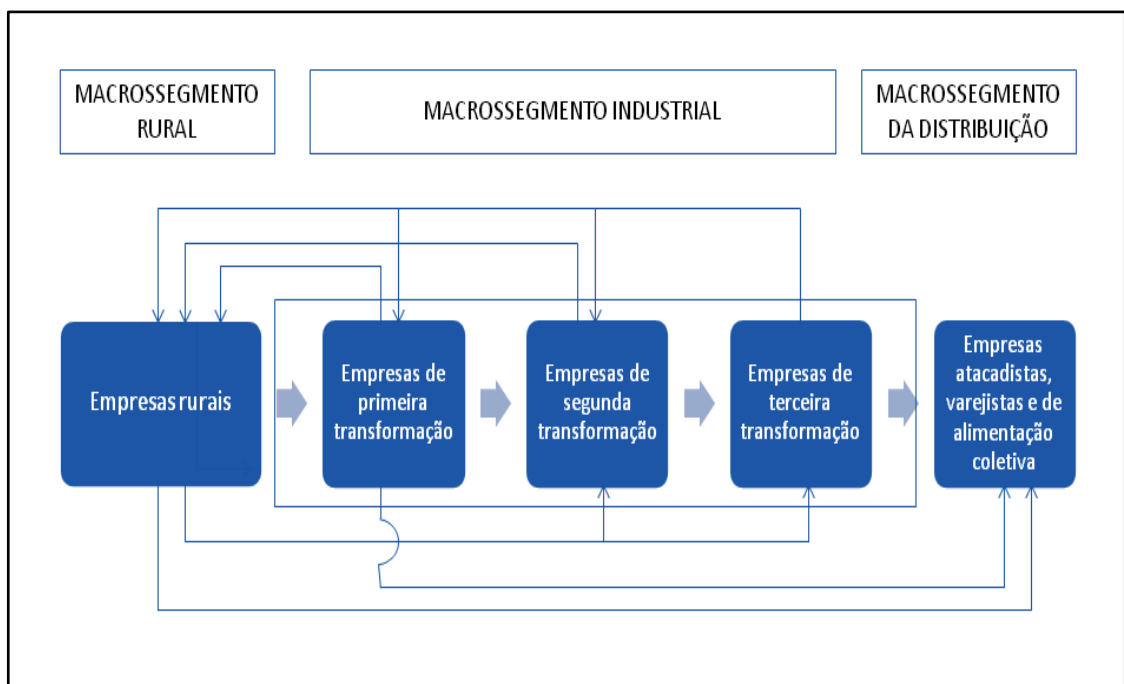 MACROSSEGMENTO
RURAL
MACROSSEGMENTO INDUSTRIAL
MACROSSEGMENTO
DA DISTRIBUIÇÃO
Empresas rurais
Empresas de
primeira
transformação
Empresas de
segunda
transformação
Empresas de
terceira
transformação
Empresas
atacadistas,
varejistas e de
alimentação
coletiva